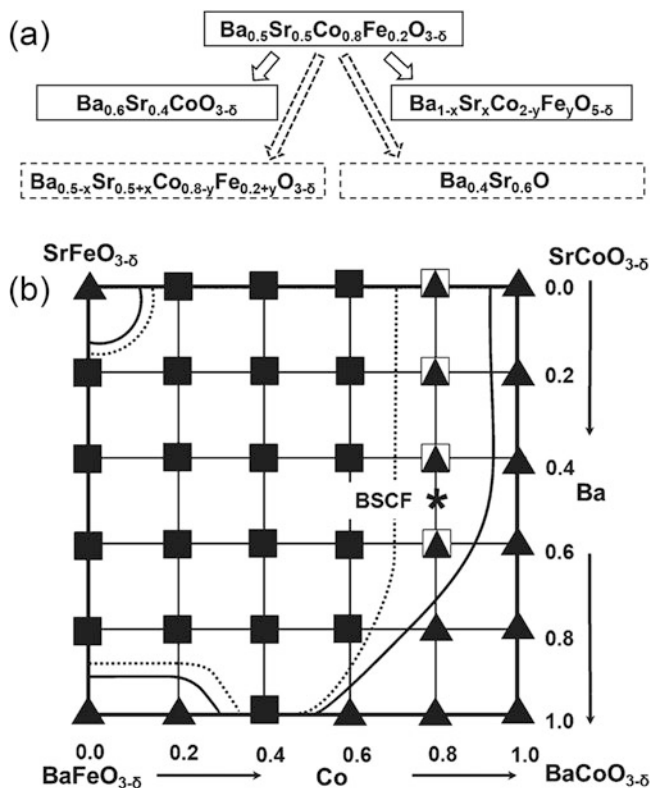 (a)
Ba₀.₅Sr₀.₅Co₀.₈Fe₀.₂O₃₋δ
Ba₀.₆Sr₀.₄CoO₃₋δ
Ba₁₋ₓSrₓCo₂₋yFeyO₅₋δ
Ba₀.₅₋ₓSr₀.₅₊ₓCo₀.₈₋yFe₀.₂₊yO₃₋δ
Ba₀.₄Sr₀.₆O
(b)
SrFeO₃₋δ
SrCoO₃₋δ
0.0
0.2
0.4
BSCF
*
Ba
0.6
0.8
1.0
0.0 0.2 0.4 0.6 0.8 1.0
BaFeO₃₋δ Co BaCoO₃₋δ